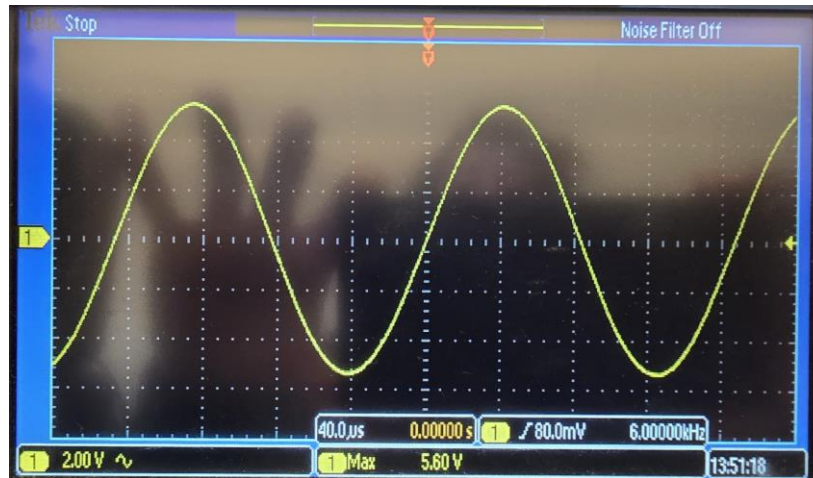 Stop
Noise Filter Off
1
40.0µs 0.00000 s
1 80.0mV 6.00000kHz
1 2.00 V
1 Max 5.60 V
13:51:18